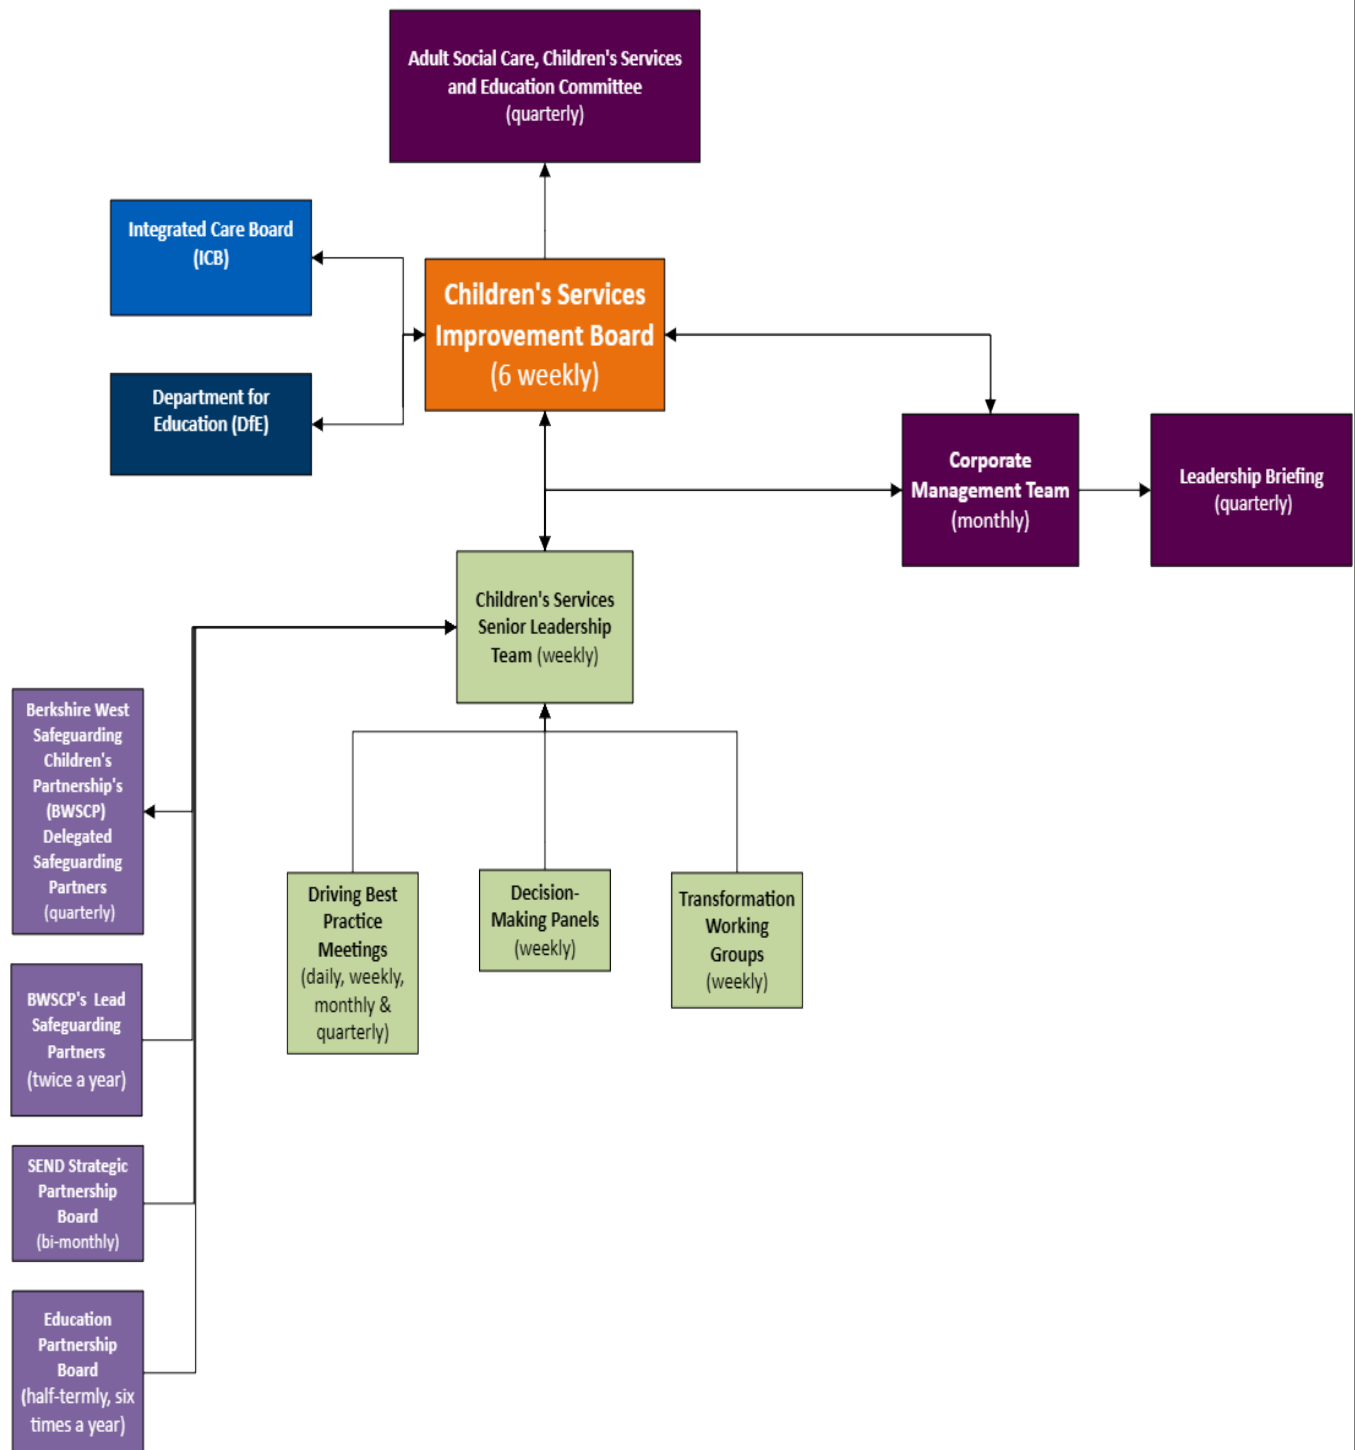 Adult Social Care, Children's Services
and Education Committee
(quarterly)
Integrated Care Board
(ICB)
Children's Services
Improvement Board
(6 weekly)
Department for
Education (DfE)
Corporate
Management Team
(monthly)
Leadership Briefing
(quarterly)
Children's Services
Senior Leadership
Team (weekly)
Berkshire West
Safeguarding
Children's
Partnership's
(BWSCP)
Delegated
Safeguarding
Partners
(quarterly)
Driving Best
Practice
Meetings
(daily, weekly,
monthly &
quarterly)
Decision-
Making Panels
(weekly)
Transformation
Working
Groups
(weekly)
BWSCP's Lead
Safeguarding
Partners
(twice a year)
SEND Strategic
Partnership
Board
(bi-monthly)
Education
Partnership
Board
(half-termly, six
times a year)